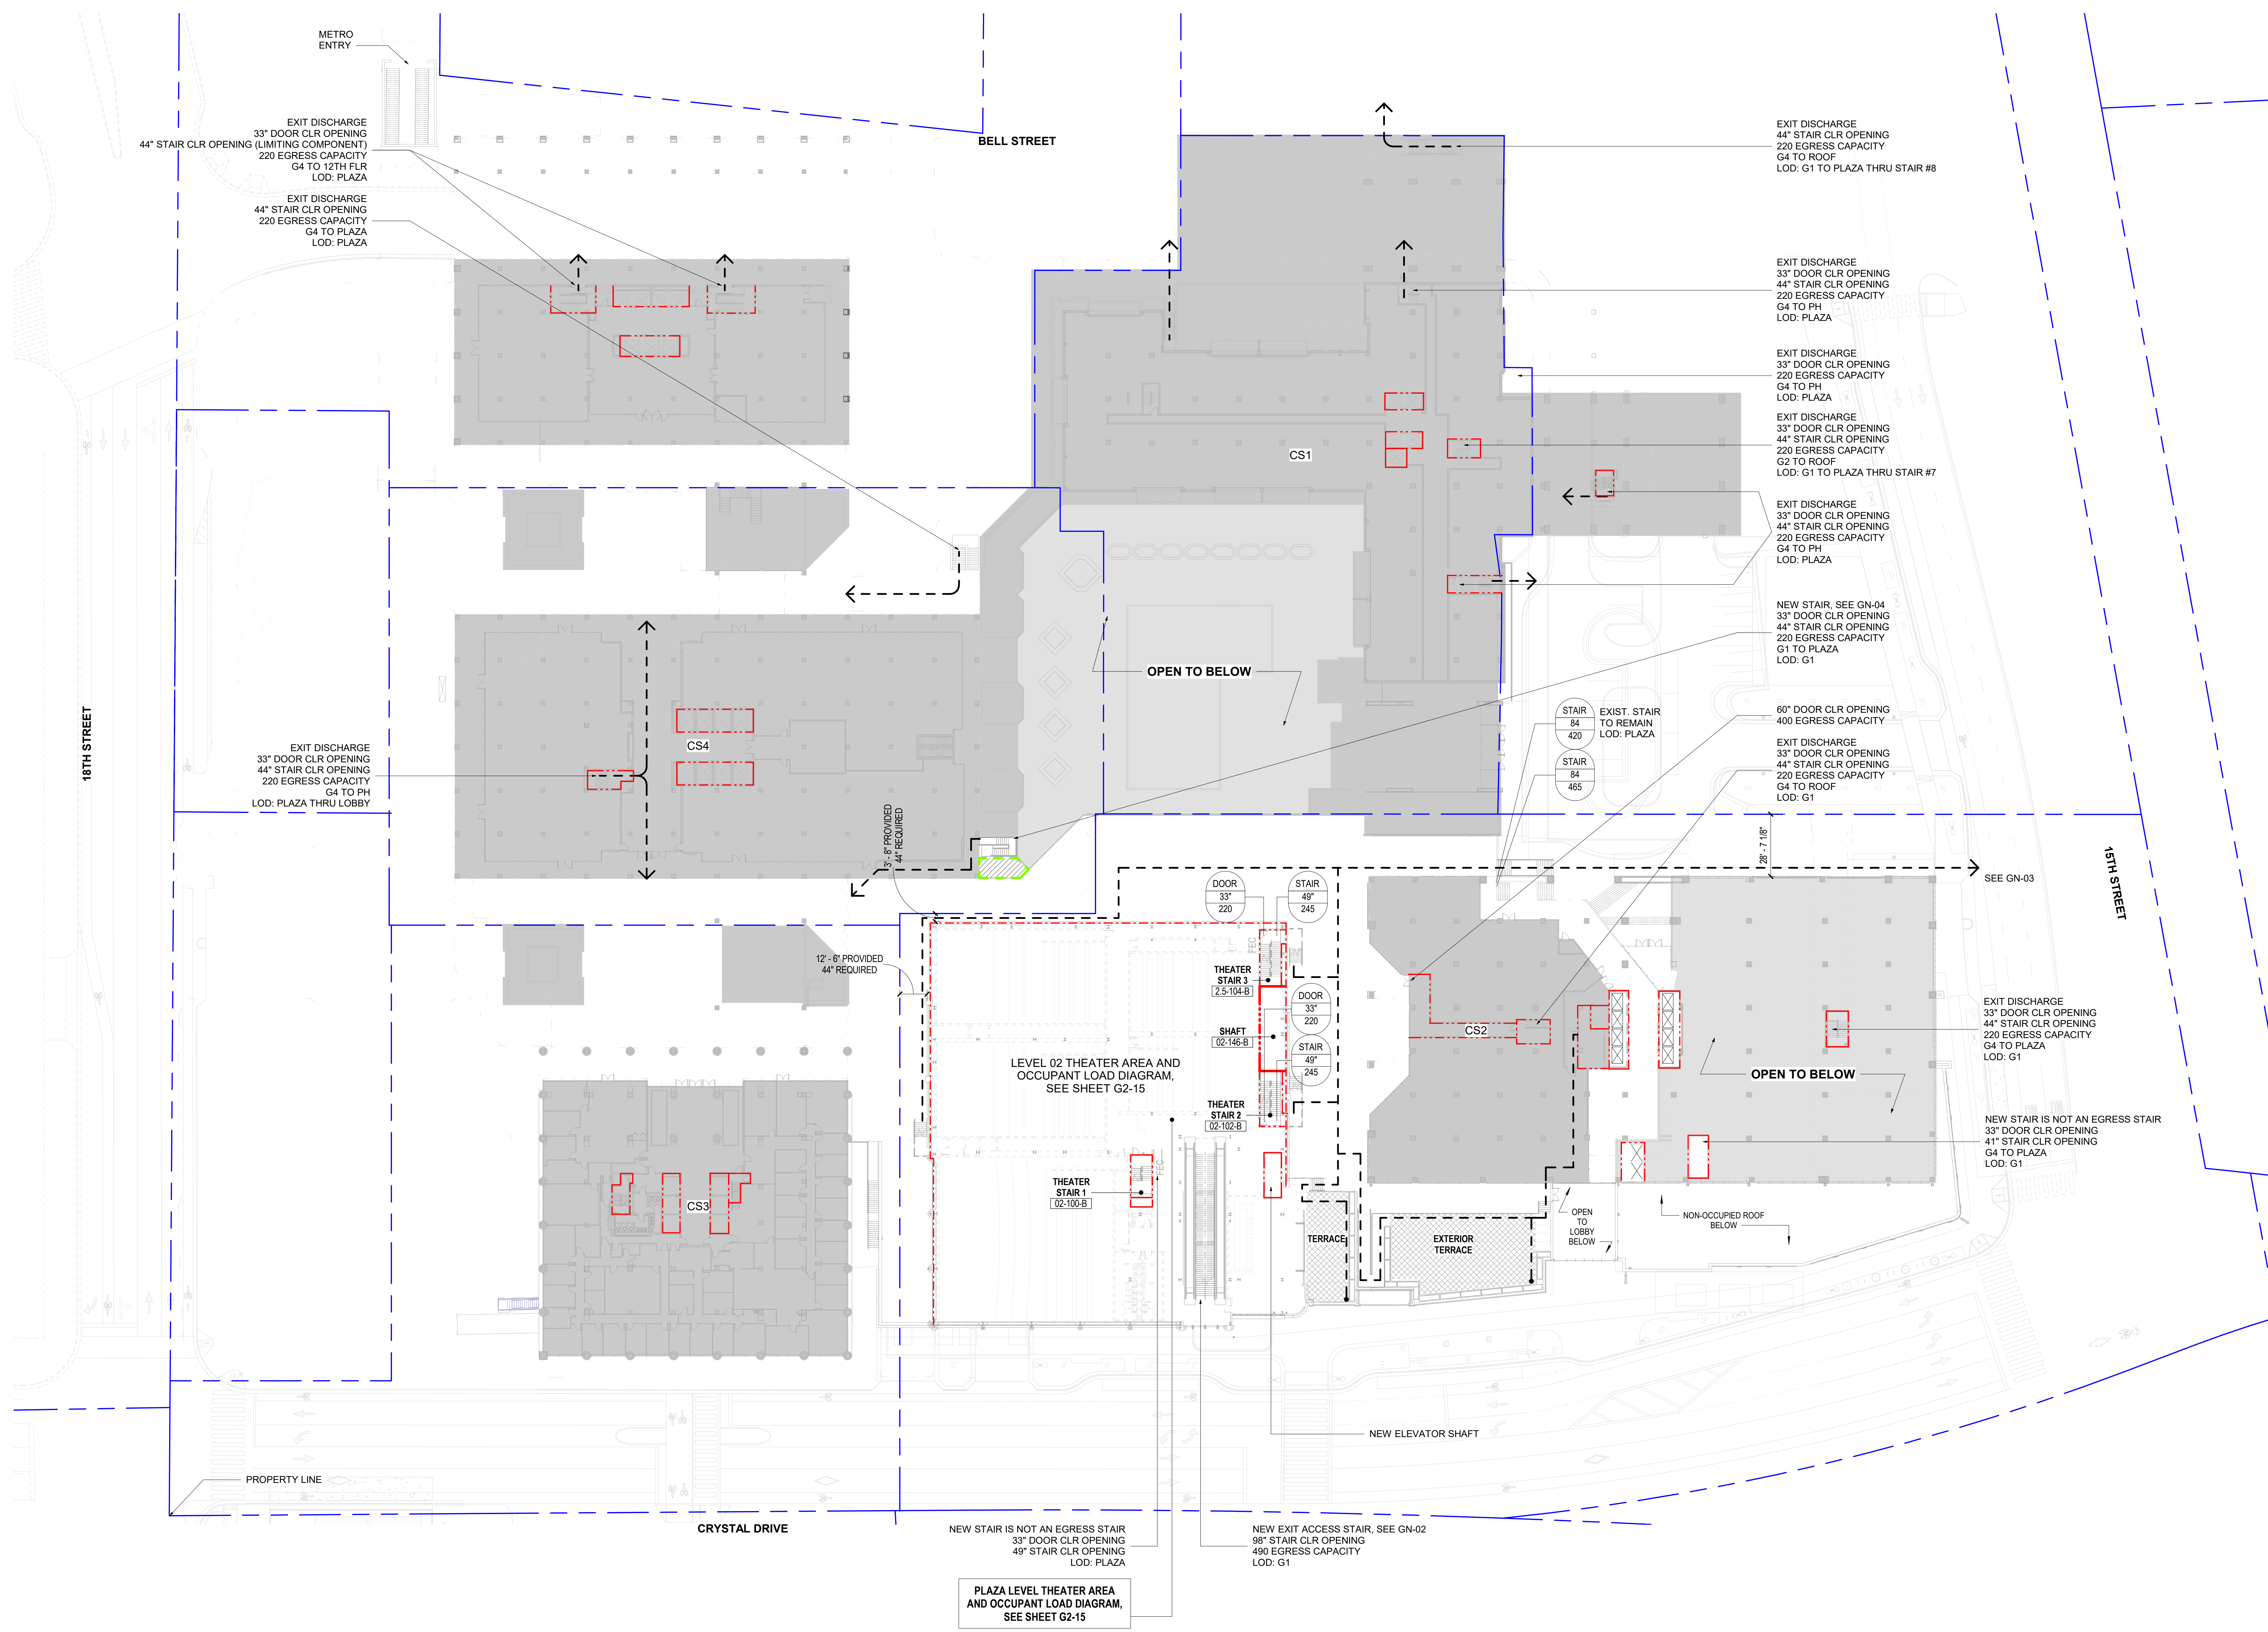 METRO
ENTRY
EXIT DISCHARGE
33" DOOR CLR OPENING
44" STAIR CLR OPENING (LIMITING COMPONENT)
220 EGRESS CAPACITY
G4 TO 12TH FLR
LOD: PLAZA
EXIT DISCHARGE
44" STAIR CLR OPENING
220 EGRESS CAPACITY
G4 TO PLAZA
LOD: PLAZA
BELL STREET
EXIT DISCHARGE
44" STAIR CLR OPENING
220 EGRESS CAPACITY
G4 TO ROOF
LOD: G1 TO PLAZA THRU STAIR #8
EXIT DISCHARGE
33" DOOR CLR OPENING
44" STAIR CLR OPENING
220 EGRESS CAPACITY
G4 TO PH
LOD: PLAZA
EXIT DISCHARGE
33" DOOR CLR OPENING
220 EGRESS CAPACITY
G4 TO PH
LOD: PLAZA
EXIT DISCHARGE
33" DOOR CLR OPENING
44" STAIR CLR OPENING
220 EGRESS CAPACITY
G2 TO ROOF
LOD: G1 TO PLAZA THRU STAIR #7
EXIT DISCHARGE
33" DOOR CLR OPENING
44" STAIR CLR OPENING
220 EGRESS CAPACITY
G4 TO PH
LOD: PLAZA
NEW STAIR, SEE GN-04
33" DOOR CLR OPENING
44" STAIR CLR OPENING
220 EGRESS CAPACITY
G1 TO PLAZA
LOD: G1
60" DOOR CLR OPENING
400 EGRESS CAPACITY
EXIT DISCHARGE
33" DOOR CLR OPENING
44" STAIR CLR OPENING
220 EGRESS CAPACITY
G4 TO ROOF
LOD: G1
CS1
OPEN TO BELOW
STAIR
84
420
EXIST. STAIR
TO REMAIN
LOD: PLAZA
STAIR
84
465
18TH STREET
CS4
EXIT DISCHARGE
33" DOOR CLR OPENING
44" STAIR CLR OPENING
220 EGRESS CAPACITY
G4 TO PH
LOD: PLAZA THRU LOBBY
3' - 8" PROVIDED
44" REQUIRED
28' - 7 1/8"
15TH STREET
SEE GN-03
DOOR
33"
220
STAIR
49"
245
FEC
12' - 6" PROVIDED
44" REQUIRED
THEATER
STAIR 3
2.5-104-B
DOOR
33"
220
SHAFT
02-146-B
STAIR
49"
245
LEVEL 02 THEATER AREA AND
OCCUPANT LOAD DIAGRAM,
SEE SHEET G2-15
THEATER
STAIR 2
02-102-B
CS2
OPEN TO BELOW
EXIT DISCHARGE
33" DOOR CLR OPENING
44" STAIR CLR OPENING
220 EGRESS CAPACITY
G4 TO PLAZA
LOD: G1
NEW STAIR IS NOT AN EGRESS STAIR
33" DOOR CLR OPENING
41" STAIR CLR OPENING
G4 TO PLAZA
LOD: G1
FEC
THEATER
STAIR 1
02-100-B
CS3
TERRACE
EXTERIOR
TERRACE
OPEN
TO
LOBBY
BELOW
NON-OCCUPIED ROOF
BELOW
NEW ELEVATOR SHAFT
PROPERTY LINE
CRYSTAL DRIVE
NEW STAIR IS NOT AN EGRESS STAIR
33" DOOR CLR OPENING
49" STAIR CLR OPENING
LOD: PLAZA
NEW EXIT ACCESS STAIR, SEE GN-02
98" STAIR CLR OPENING
490 EGRESS CAPACITY
LOD: G1
PLAZA LEVEL THEATER AREA
AND OCCUPANT LOAD DIAGRAM,
SEE SHEET G2-15